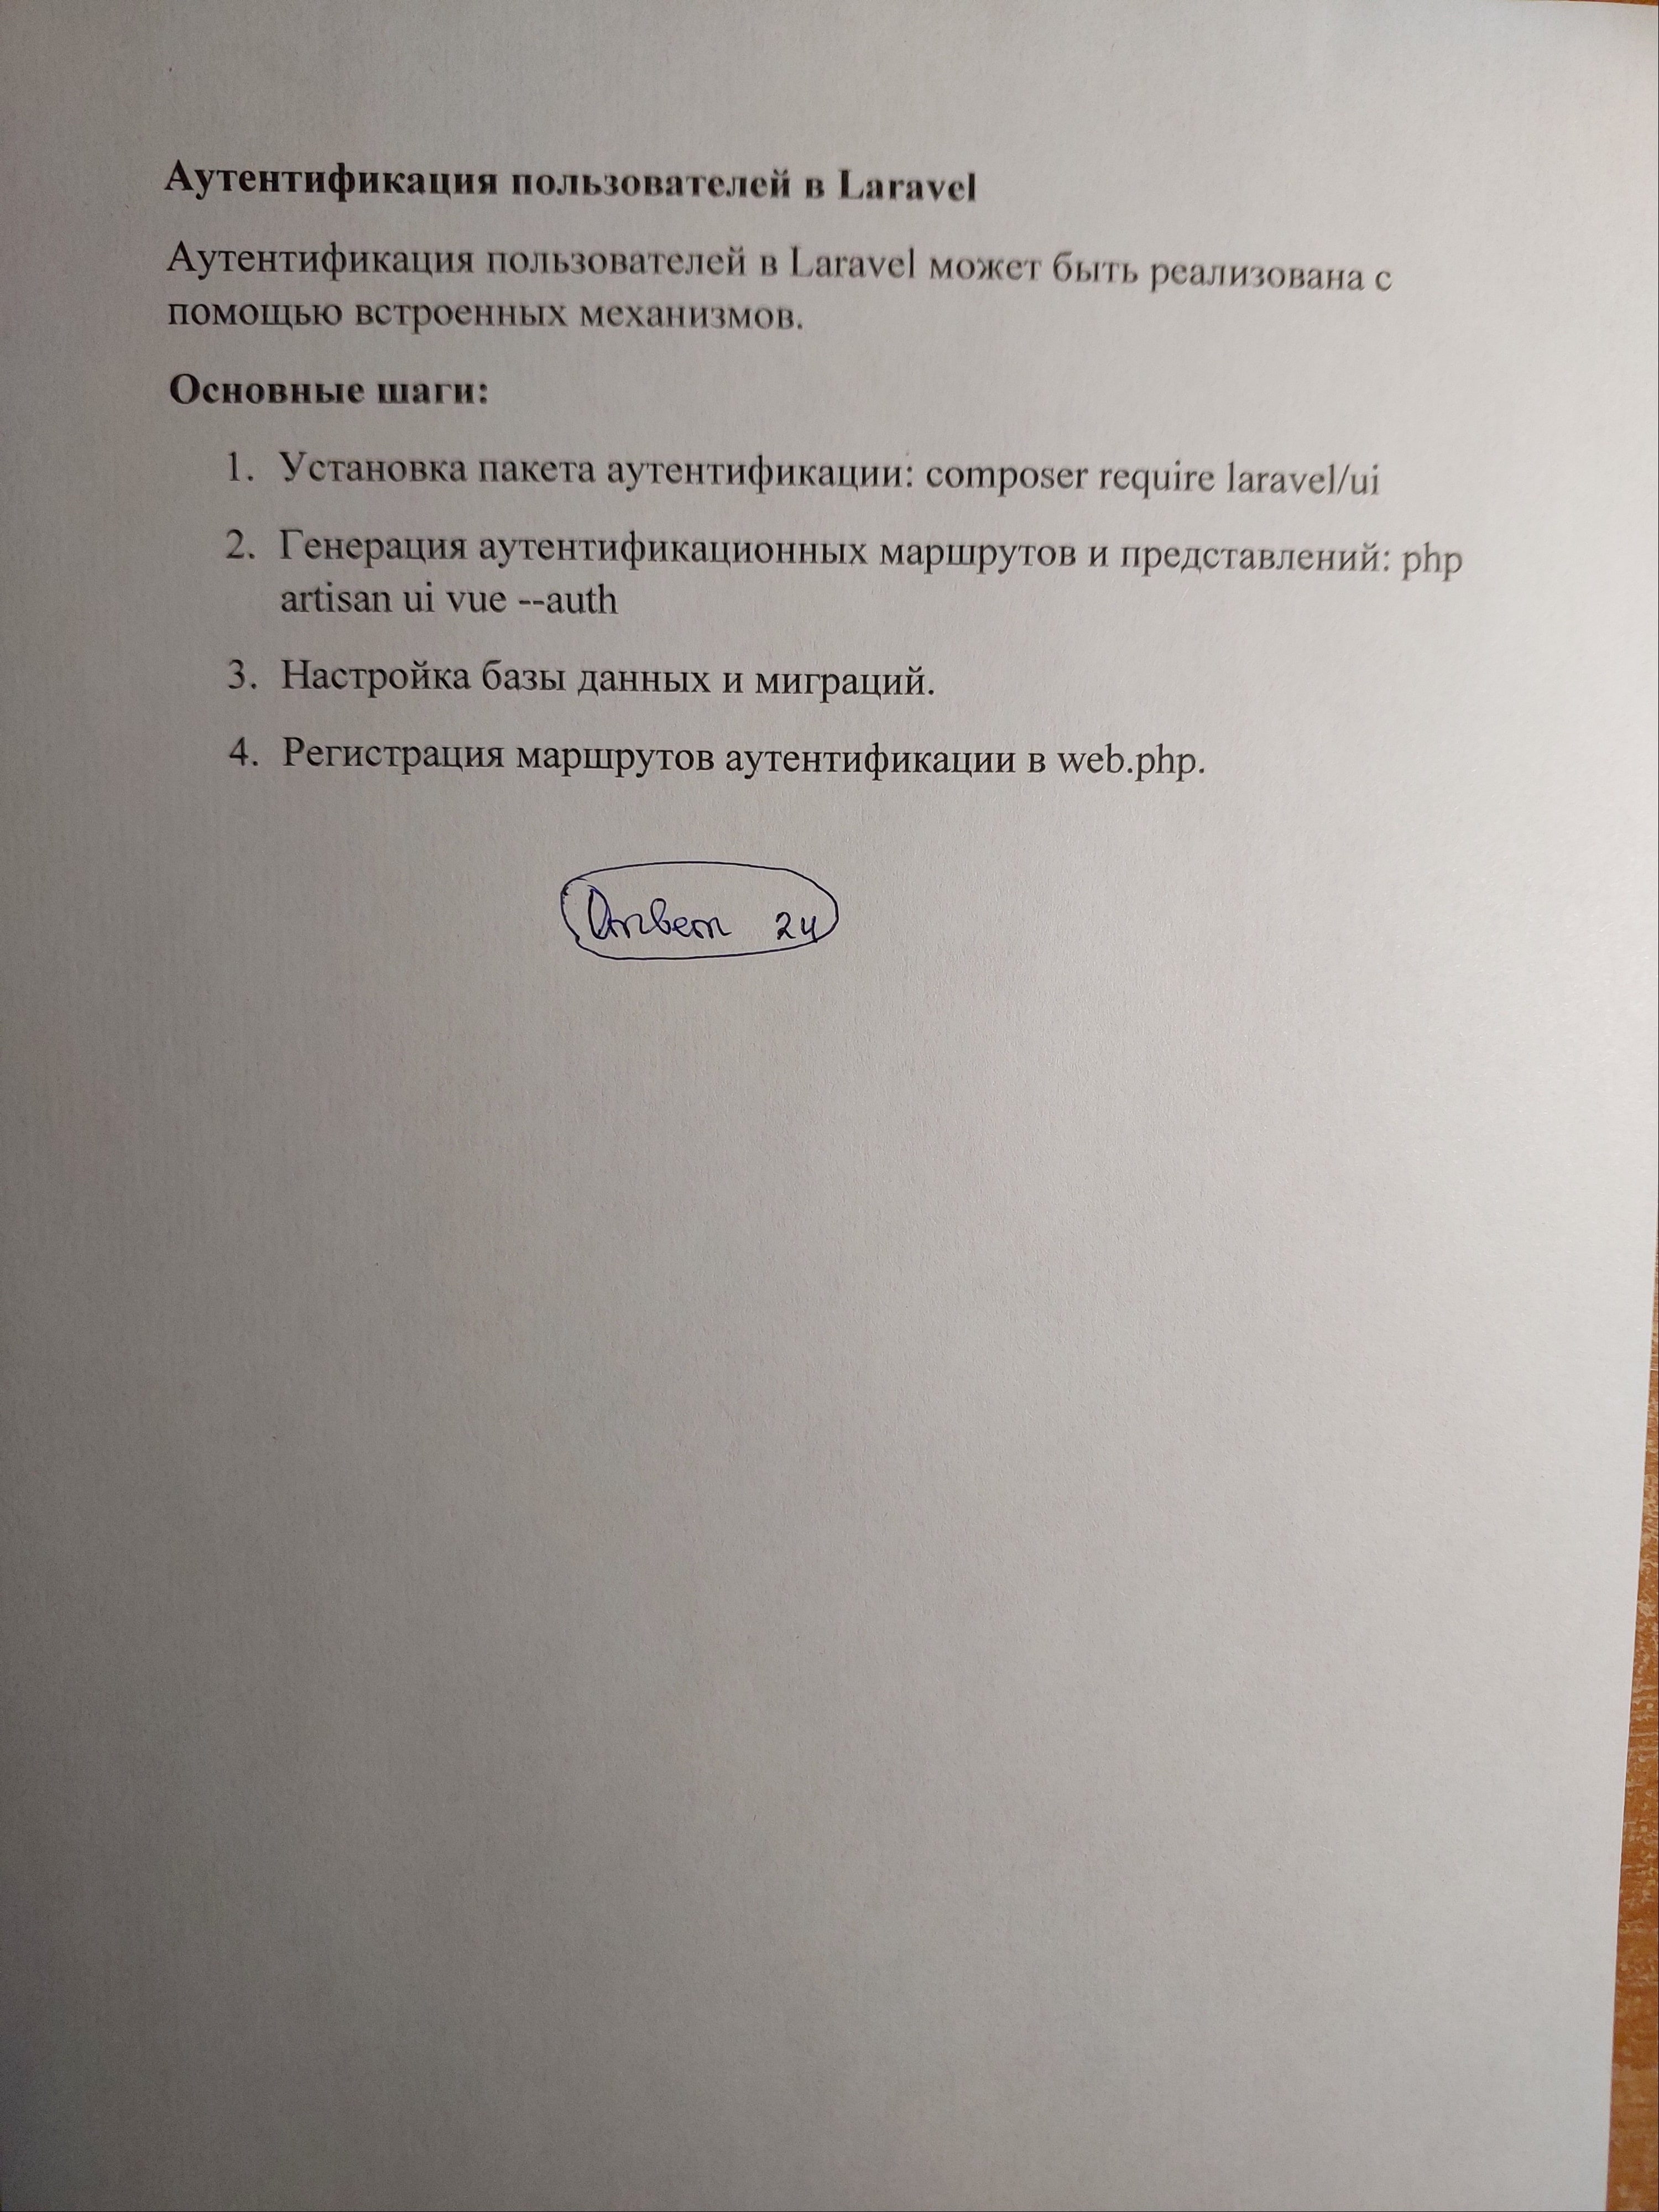 Аутентификация пользователей в Laravel
Аутентификация пользователей в Laravel может быть реализована с
помощью встроенных механизмов.
Основные шаги:
1. Установка пакета аутентификации: composer require laravel/ui
2. Генерация аутентификационных маршрутов и представлений: php
artisan ui vue --auth
3. Настройка базы данных и миграций.
4. Регистрация маршрутов аутентификации в web.php.
Ответ 24